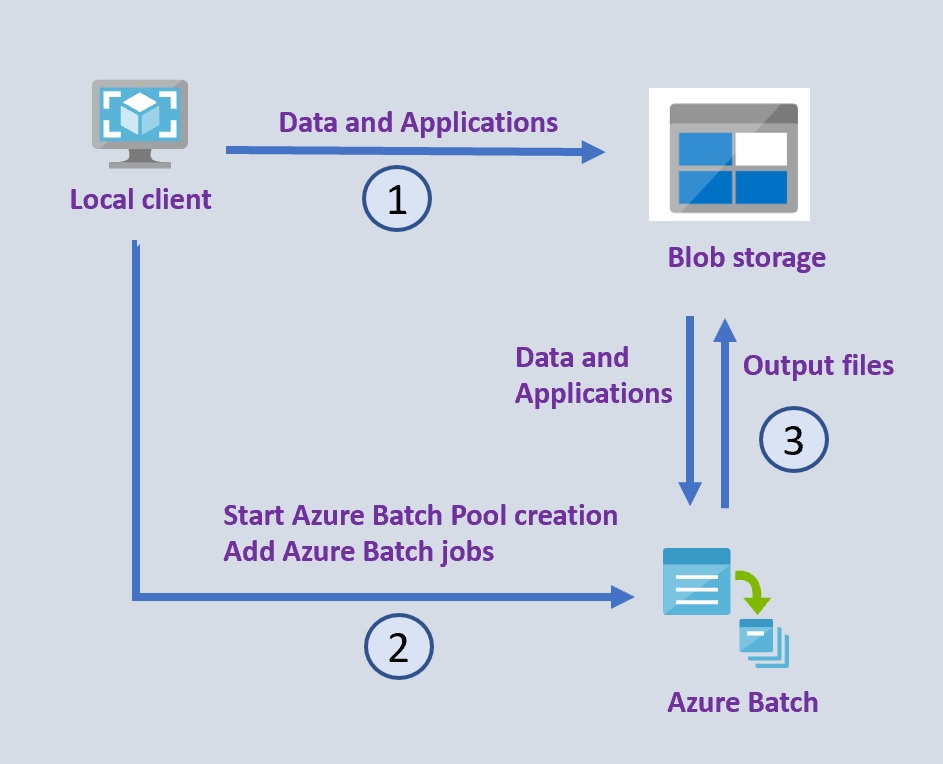 Data and Applications
1
Local client
Blob storage
Data and
Applications
Output files
3
Start Azure Batch Pool creation
Add Azure Batch jobs
2
Azure Batch